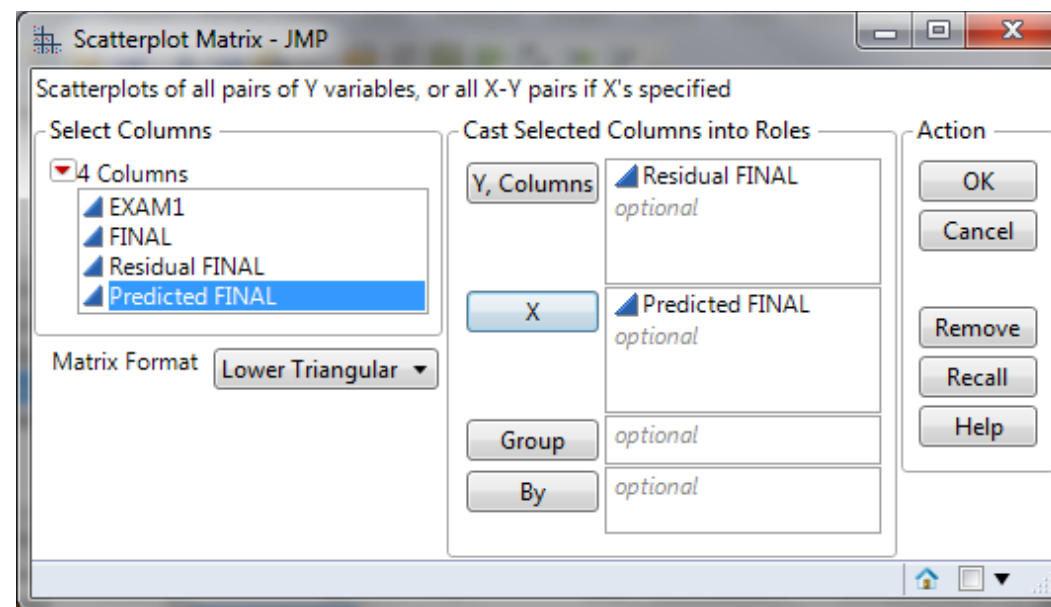 Scatterplot Matrix - JMP
Scatterplots of all pairs of Y variables, or all X-Y pairs if X's specified
Select Columns
4 Columns
EXAM1
FINAL
Residual FINAL
Predicted FINAL
Matrix Format Lower Triangular
Cast Selected Columns into Roles
Y, Columns Residual FINAL
optional
X Predicted FINAL
optional
Group optional
By optional
Action
OK
Cancel
Remove
Recall
Help